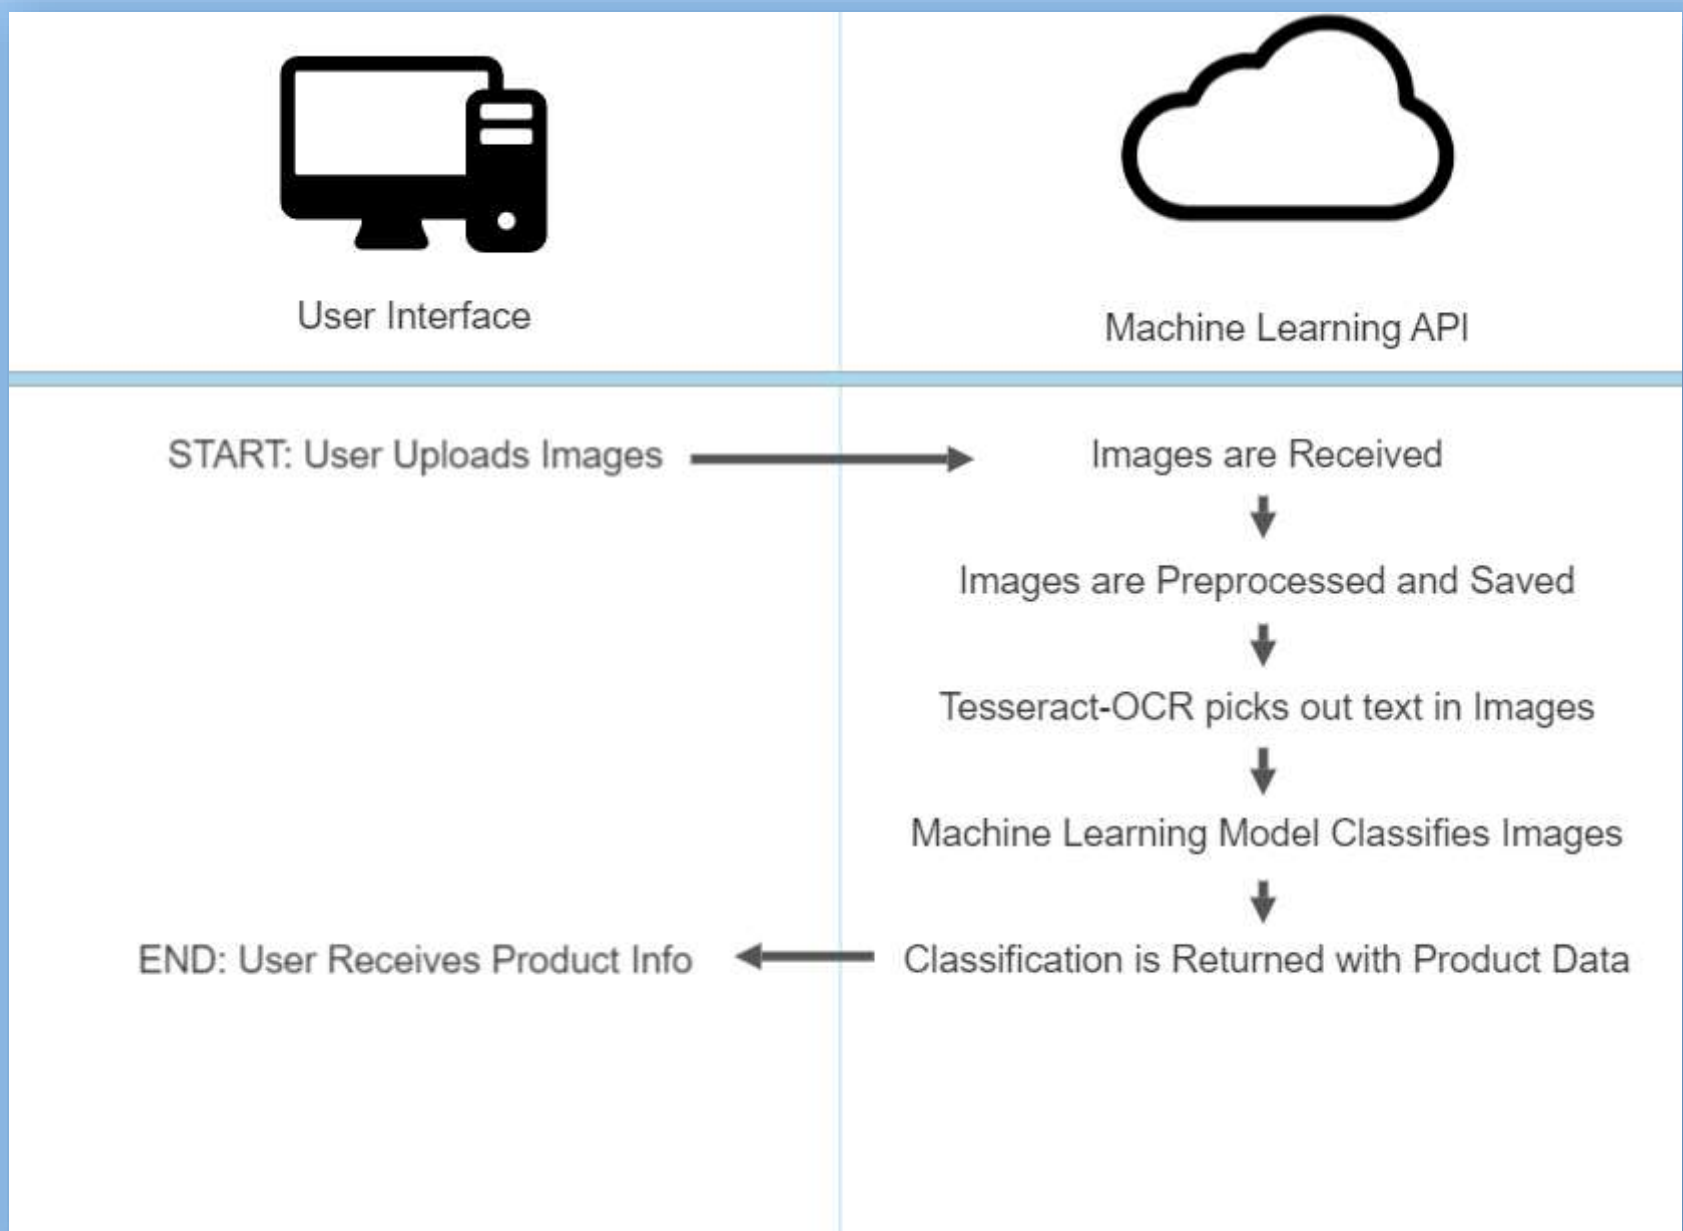 User Interface
Machine Learning API
START: User Uploads Images
Images are Received
Images are Preprocessed and Saved
Tesseract-OCR picks out text in Images
Machine Learning Model Classifies Images
Classification is Returned with Product Data
END: User Receives Product Info